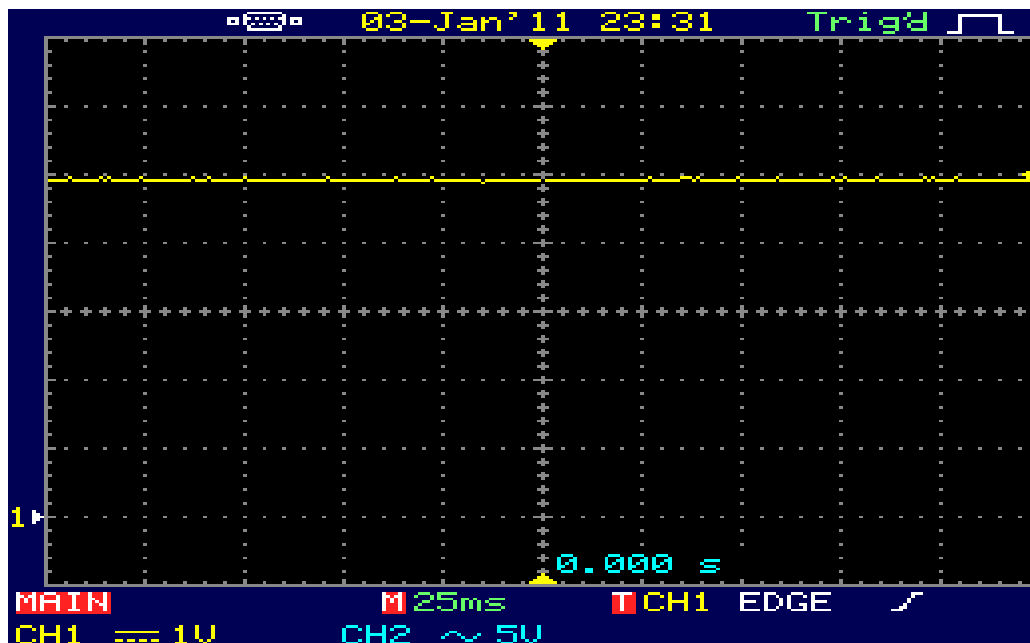 03-Jan'11 23:31 Trig'd
1
0.000 s
MAIN M 25ms T CH1 EDGE
CH1 1V CH2 ~ 5V